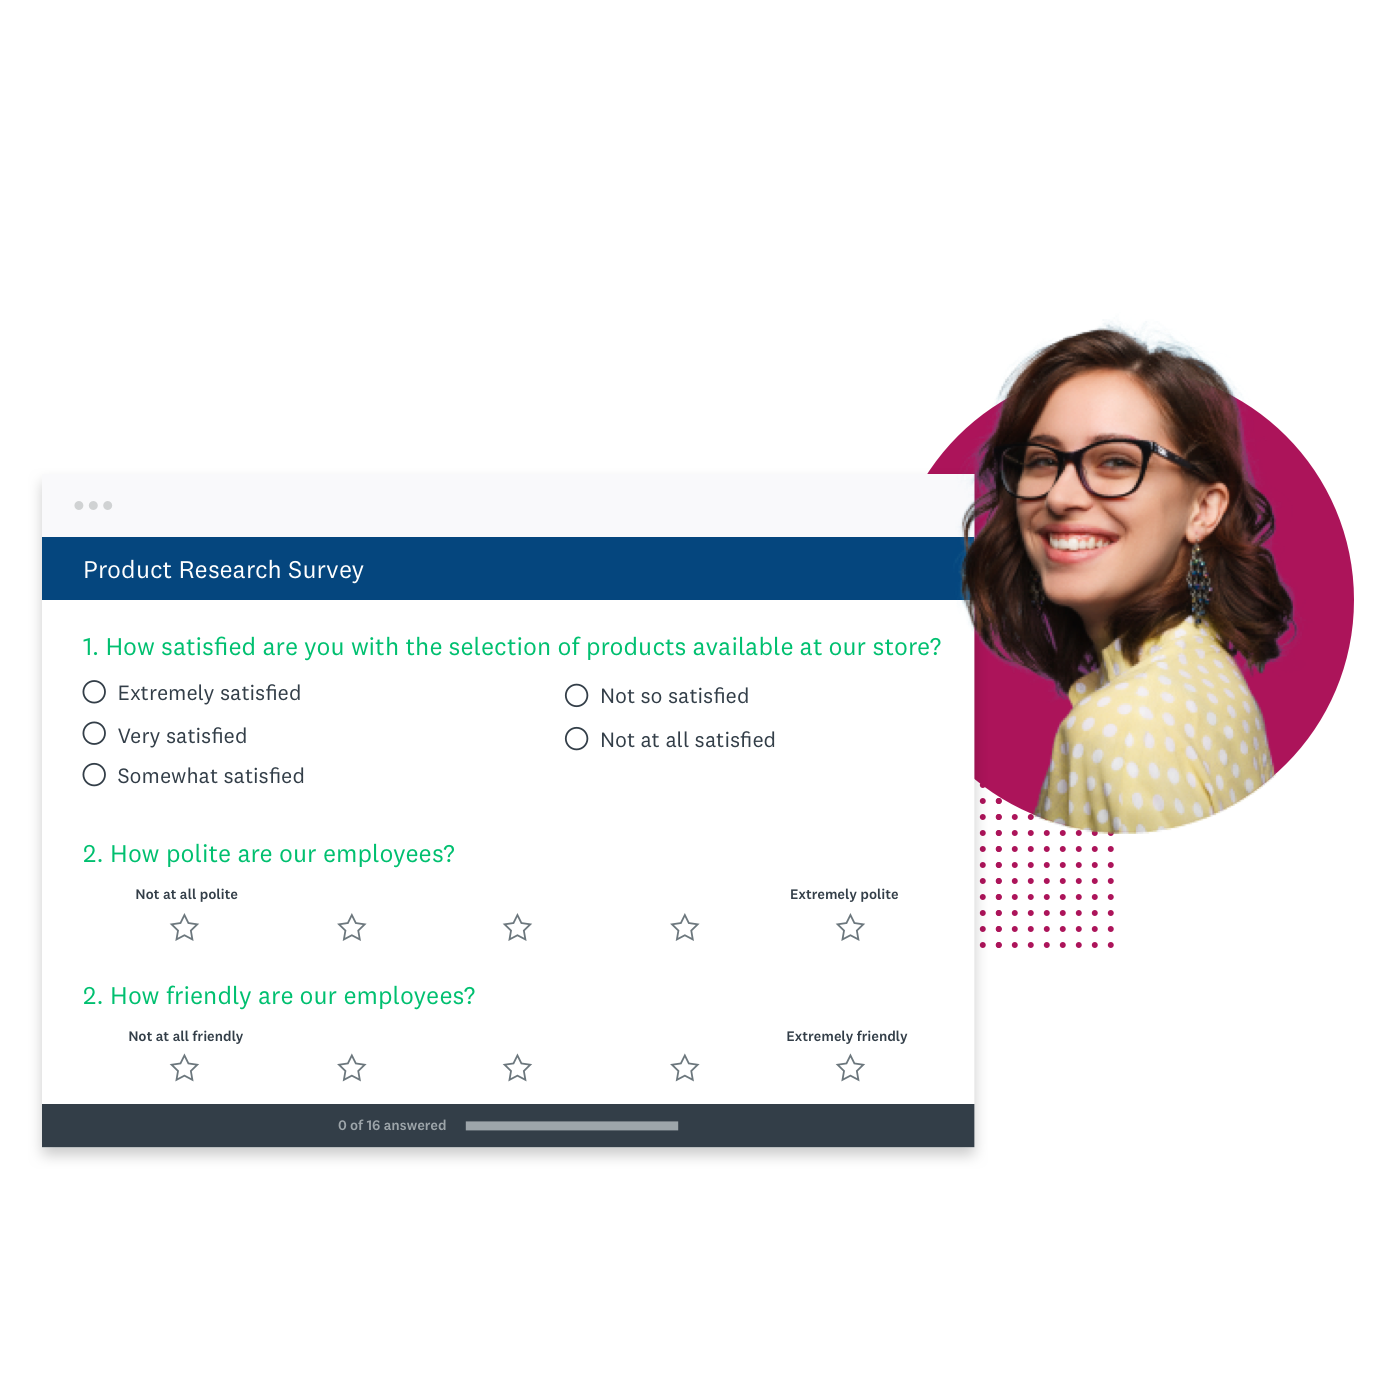 Product Research Survey
1. How satisfied are you with the selection of products available at our store?
Extremely satisfied
Not so satisfied
Very satisfied
Not at all satisfied
Somewhat satisfied
2. How polite are our employees?
Not at all polite
Extremely polite
2. How friendly are our employees?
Not at all friendly
Extremely friendly
0 of 16 answered